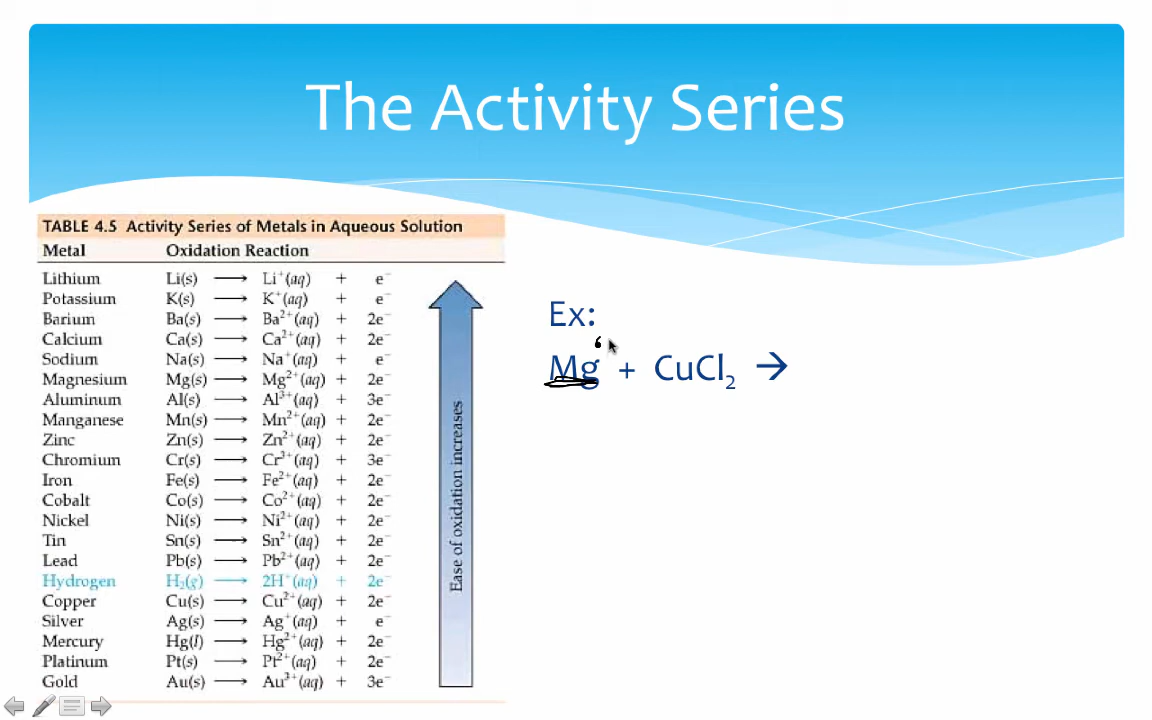 The Activity Series
TABLE 4.5 Activity Series of Metals in Aqueous Solution
Metal Oxidation Reaction
Lithium Li(s) ⟶ Li⁺(aq) + e⁻
Potassium K(s) ⟶ K⁺(aq) + e⁻
Barium Ba(s) ⟶ Ba²⁺(aq) + 2e⁻
Calcium Ca(s) ⟶ Ca²⁺(aq) + 2e⁻
Sodium Na(s) ⟶ Na⁺(aq) + e⁻
Magnesium Mg(s) ⟶ Mg²⁺(aq) + 2e⁻
Aluminum Al(s) ⟶ Al³⁺(aq) + 3e⁻
Manganese Mn(s) ⟶ Mn²⁺(aq) + 2e⁻
Zinc Zn(s) ⟶ Zn²⁺(aq) + 2e⁻
Chromium Cr(s) ⟶ Cr³⁺(aq) + 3e⁻
Iron Fe(s) ⟶ Fe²⁺(aq) + 2e⁻
Cobalt Co(s) ⟶ Co²⁺(aq) + 2e⁻
Nickel Ni(s) ⟶ Ni²⁺(aq) + 2e⁻
Tin Sn(s) ⟶ Sn²⁺(aq) + 2e⁻
Lead Pb(s) ⟶ Pb²⁺(aq) + 2e⁻
Hydrogen H₂(g) ⟶ 2H⁺(aq) + 2e⁻
Copper Cu(s) ⟶ Cu²⁺(aq) + 2e⁻
Silver Ag(s) ⟶ Ag⁺(aq) + e⁻
Mercury Hg(l) ⟶ Hg²⁺(aq) + 2e⁻
Platinum Pt(s) ⟶ Pt²⁺(aq) + 2e⁻
Gold Au(s) ⟶ Au³⁺(aq) + 3e⁻
Ease of oxidation increases
Ex:
Mg + CuCl₂ →